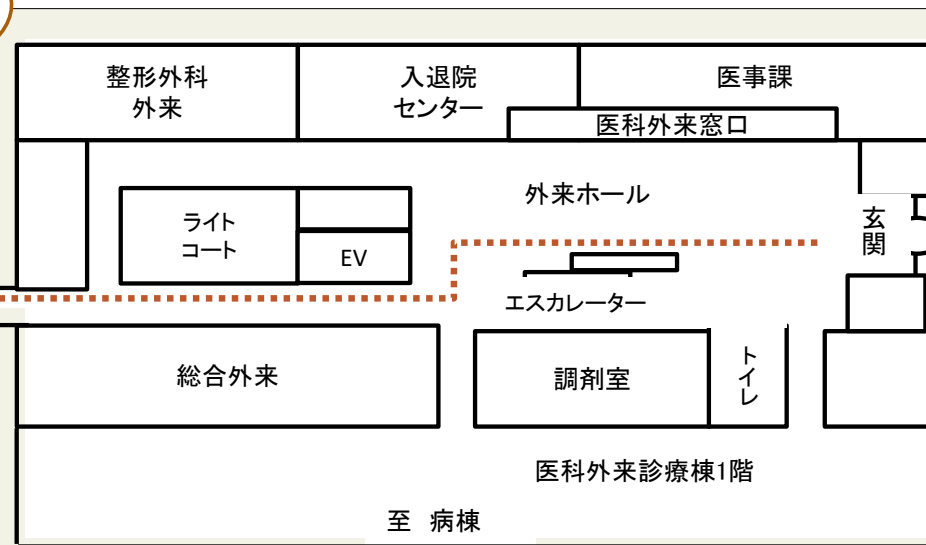 整形外科
外来
入退院
センター
医事課
医科外来窓口
外来ホール
玄関
ライト
コート
EV
エスカレーター
総合外来
調剤室
トイレ
医科外来診療棟1階
至 病棟